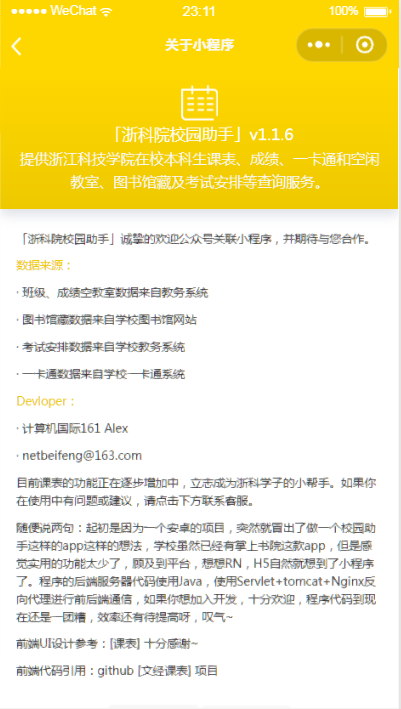 WeChat 23:11 100%
关于小程序
「浙科院校园助手」v1.1.6
提供浙江科技学院在校本科生课表、成绩、一卡通和空闲
教室、图书馆藏及考试安排等查询服务。
「浙科院校园助手」诚挚的欢迎公众号关联小程序，并期待与您合作。
数据来源：
· 班级、成绩空教室数据来自教务系统
· 图书馆藏数据来自学校图书馆网站
· 考试安排数据来自学校教务系统
· 一卡通数据来自学校一卡通系统
Devloper：
· 计算机国际161 Alex
· netbeifeng@163.com
目前课表的功能正在逐步增加中，立志成为浙科学子的小帮手。如果你
在使用中有问题或建议，请点击下方联系客服。
随便说两句：起初是因为一个安卓的项目，突然就冒出了做一个校园助
手这样的app这样的想法，学校虽然已经有掌上书院这款app，但是感
觉实用的功能太少了，顾及到平台，想想RN，H5自然就想到了小程序
了。程序的后端服务器代码使用Java，使用Servlet+tomcat+Nginx反
向代理进行前后端通信，如果你想加入开发，十分欢迎，程序代码到现
在还是一团糟，效率还有待提高呀，叹气~
前端UI设计参考：[课表] 十分感谢~
前端代码引用：github [文经课表] 项目